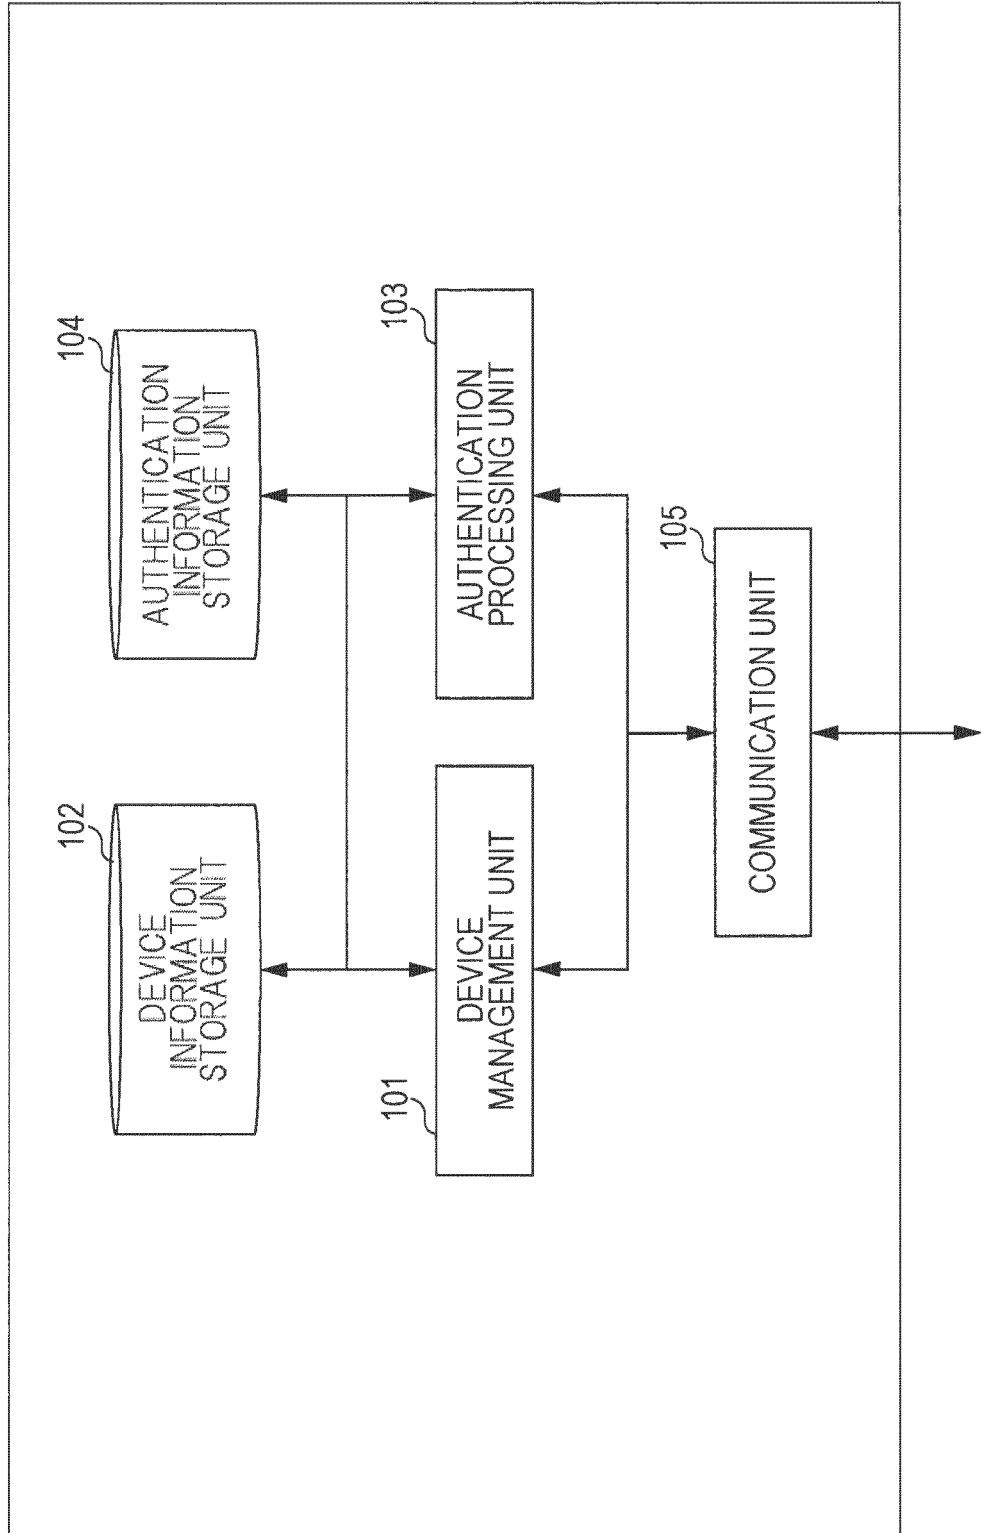 102
DEVICE
INFORMATION
STORAGE UNIT
104
AUTHENTICATION
INFORMATION
STORAGE UNIT
101
DEVICE
MANAGEMENT UNIT
103
AUTHENTICATION
PROCESSING UNIT
105
COMMUNICATION UNIT